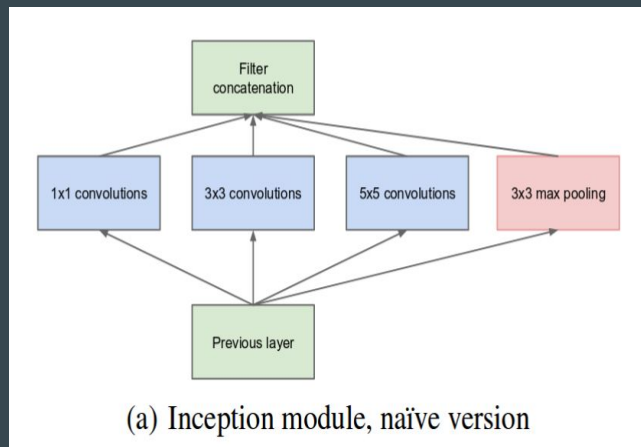 Filter
concatenation
1x1 convolutions
3x3 convolutions
5x5 convolutions
3x3 max pooling
Previous layer
(a) Inception module, naïve version